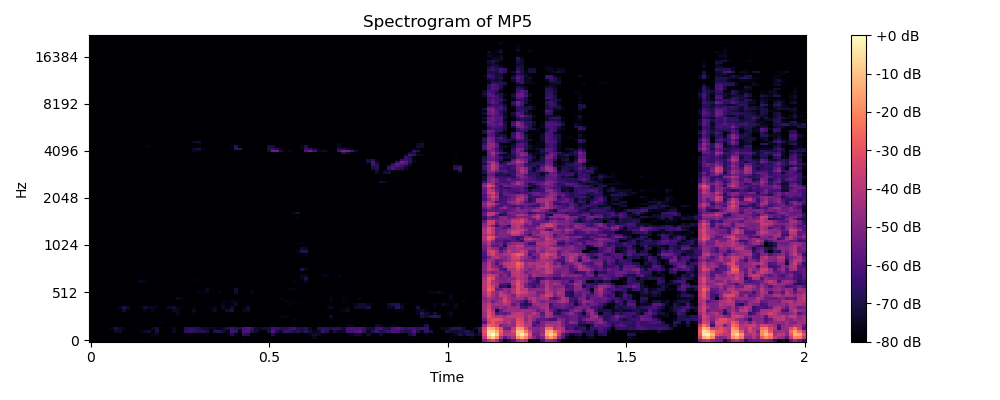 Spectrogram of MP5
16384
8192
4096
2048
1024
512
0
Hz
0
0.5
1
1.5
2
Time
+0 dB
-10 dB
-20 dB
-30 dB
-40 dB
-50 dB
-60 dB
-70 dB
-80 dB